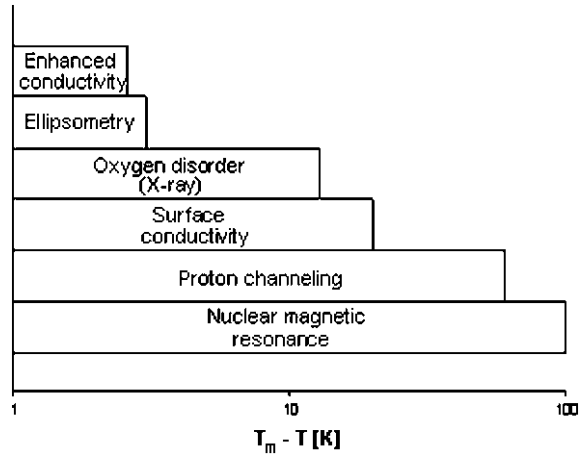 Enhanced
conductivity
Ellipsometry
Oxygen disorder
(X-ray)
Surface
conductivity
Proton channeling
Nuclear magnetic
resonance
1 10 100
Tm - T [K]